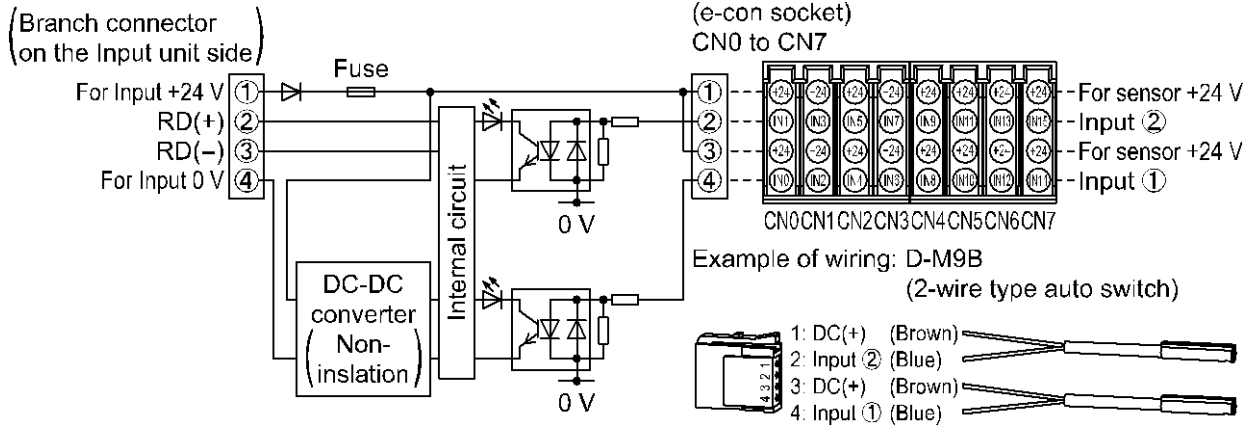 (Branch connector
on the Input unit side)
For Input +24 V ①
RD(+) ②
RD(−) ③
For Input 0 V ④
Fuse
Internal circuit
DC-DC
converter
(Non-
inslation)
0 V
0 V
①
②
③
④
(e-con socket)
CN0 to CN7
+24 −24 +24 −24 +24 +24 +24 +24
IN1 IN3 IN5 IN7 IN9 IN11 IN13 IN15
+24 −24 +24 +24 +24 +24
IN0 IN2 IN4 IN8 IN10 IN12
For sensor +24 V
Input ②
For sensor +24 V
Input ①
CN0 CN1 CN2 CN3 CN4 CN5 CN6 CN7
Example of wiring: D-M9B
(2-wire type auto switch)
4 3 2 1
1: DC(+) (Brown)
2: Input ② (Blue)
3: DC(+) (Brown)
4: Input ① (Blue)